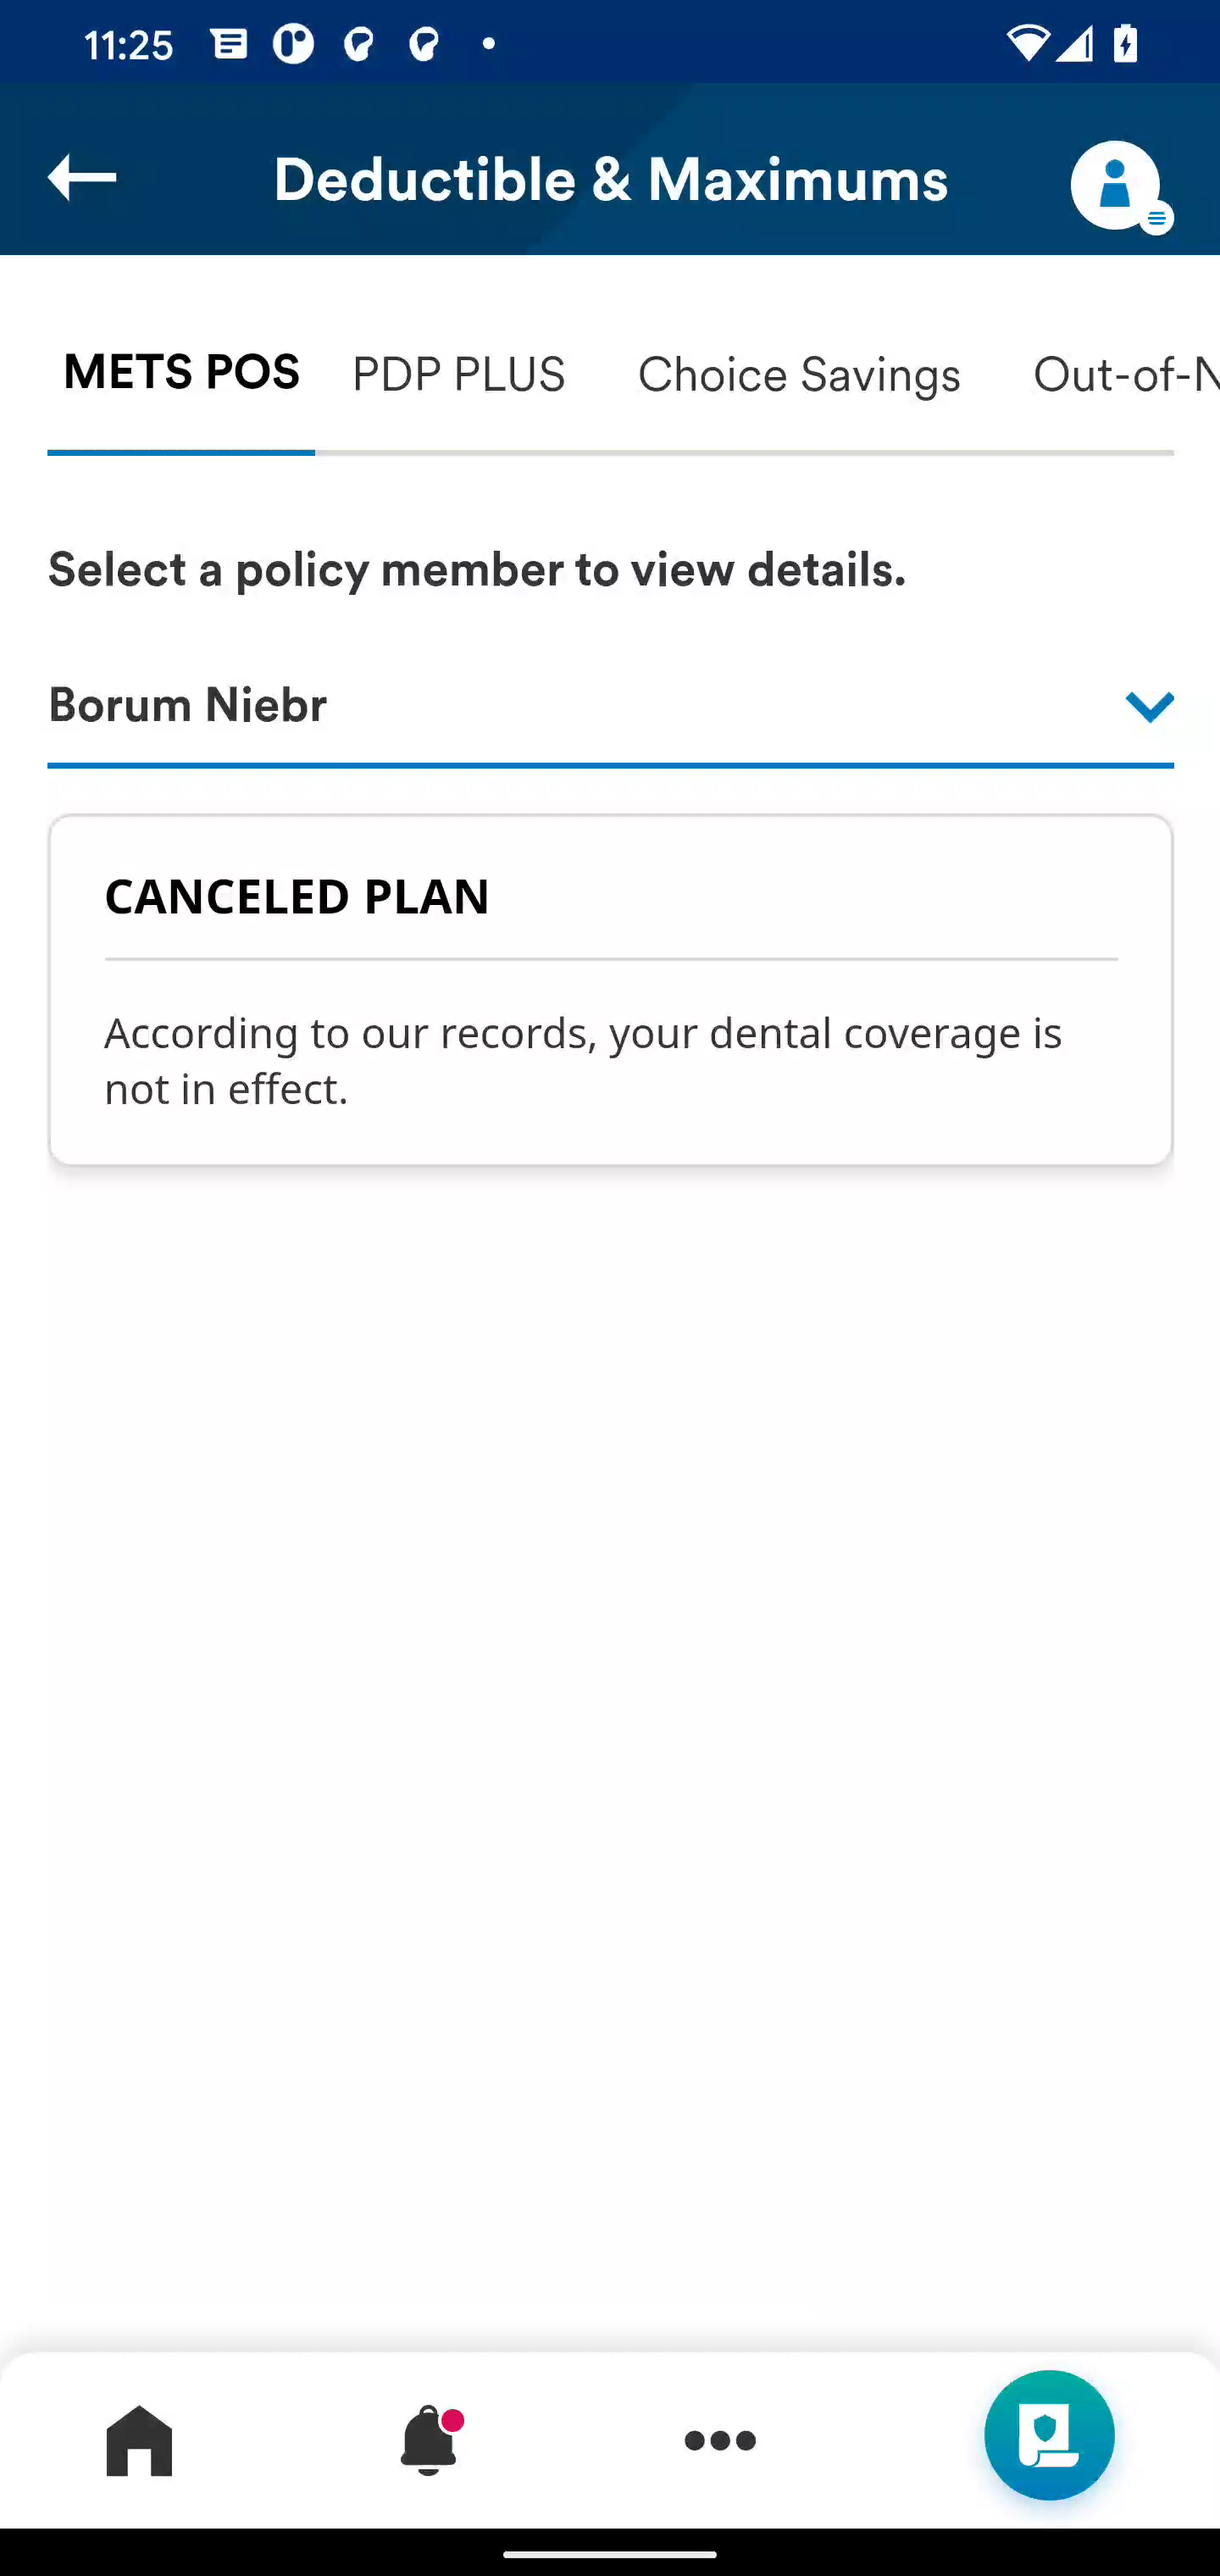 11:25
Deductible & Maximums
METS POS PDP PLUS Choice Savings Out-of-N
Select a policy member to view details.
Borum Niebr
CANCELED PLAN
According to our records, your dental coverage is
not in effect.